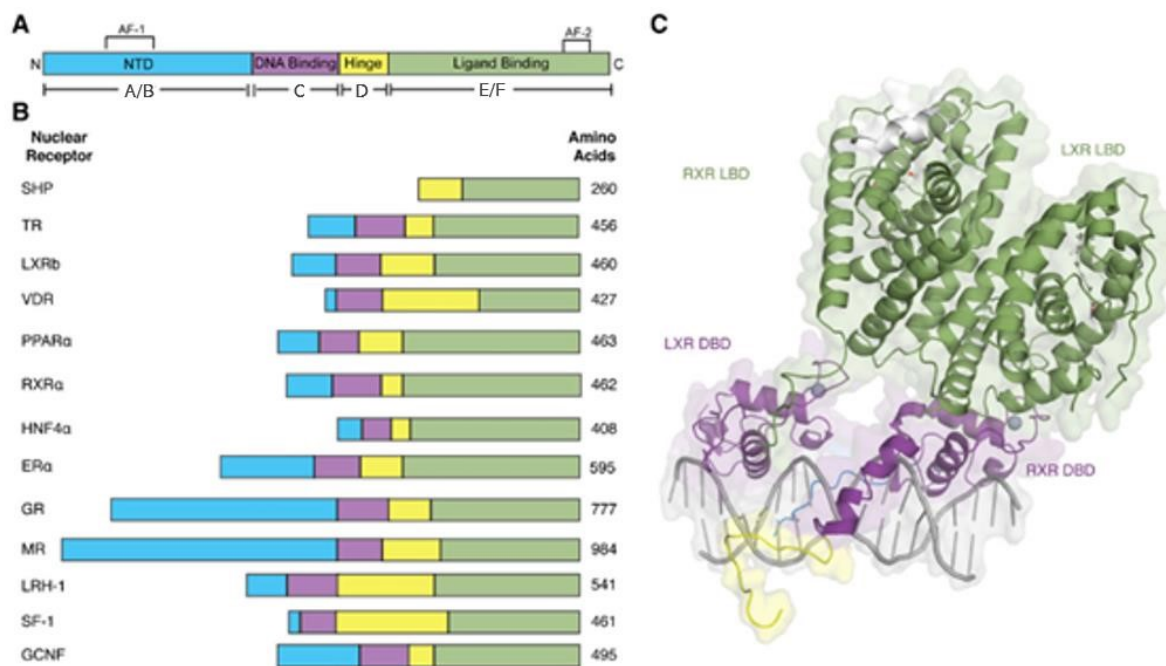 A
AF-1
AF-2
N NTD DNA Binding Hinge Ligand Binding C
A/B C D E/F
B
Nuclear Receptor
Amino Acids
SHP 260
TR 456
LXRb 460
VDR 427
PPARα 463
RXRα 462
HNF4α 408
ERα 595
GR 777
MR 984
LRH-1 541
SF-1 461
GCNF 495
C
RXR LBD
LXR LBD
LXR DBD
RXR DBD